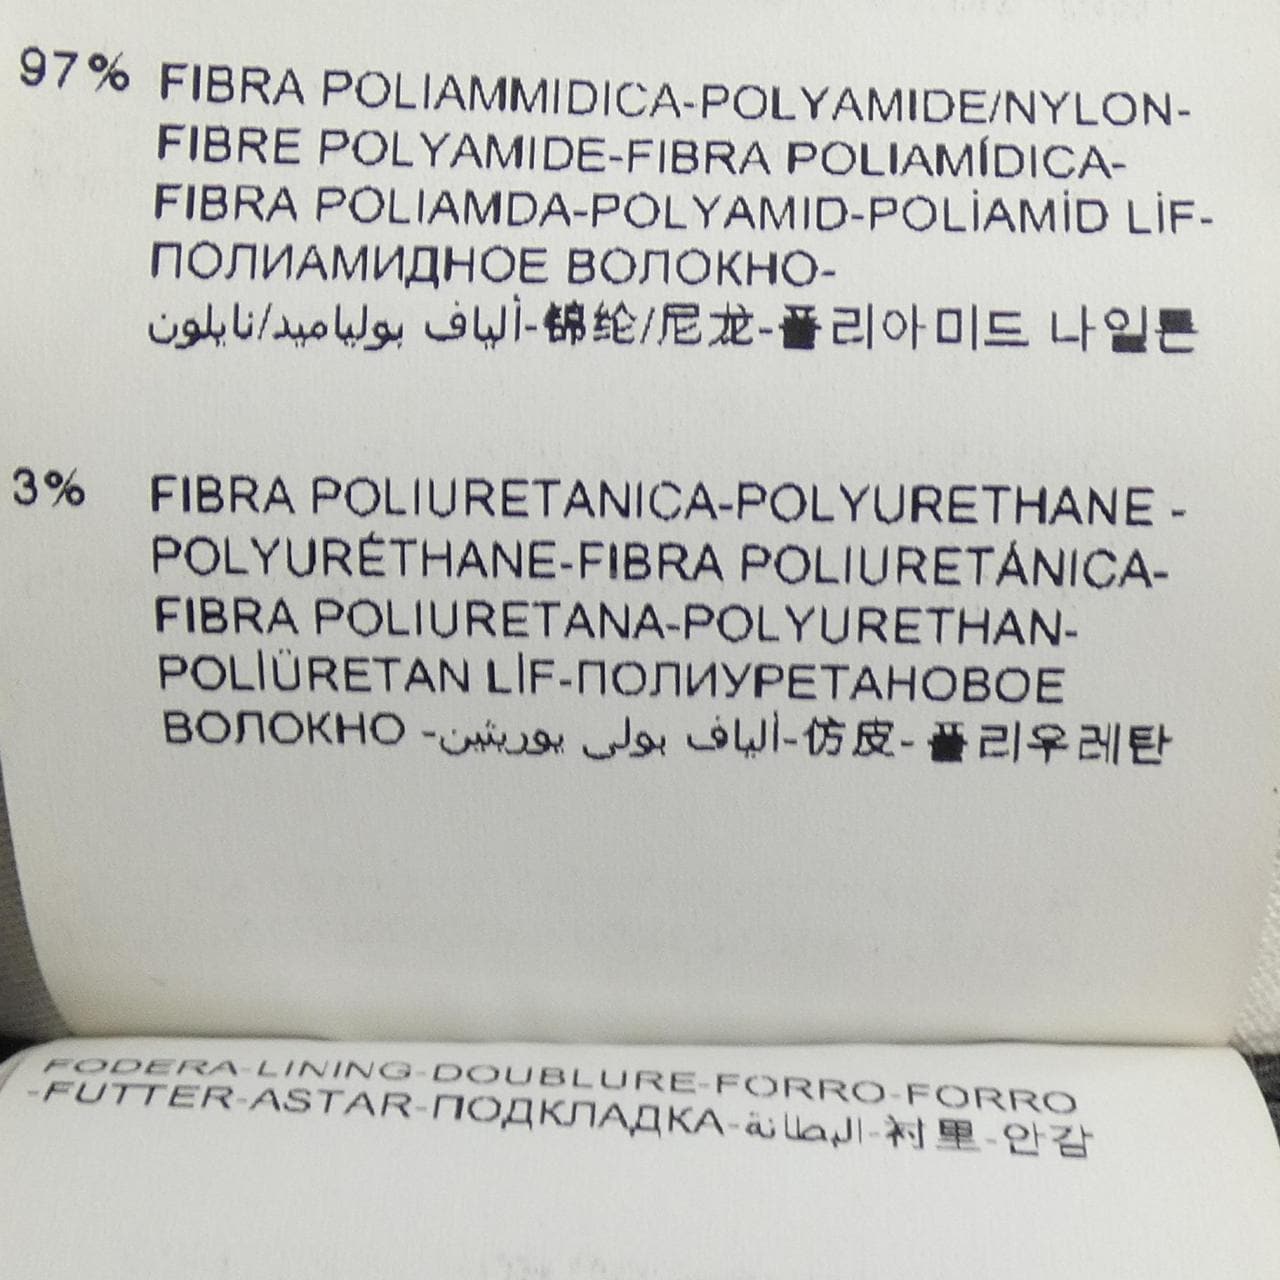 97% FIBRA POLIAMMIDICA-POLYAMIDE/NYLON-
FIBRE POLYAMIDE-FIBRA POLIAMÍDICA-
FIBRA POLIAMDA-POLYAMID-POLİAMİD LİF-
ПОЛИАМИДНОЕ ВОЛОКНО-
ألياف بولياميد/نايلون-锦纶/尼龙-폴리아미드 나일론
3% FIBRA POLIURETANICA-POLYURETHANE -
POLYURÉTHANE-FIBRA POLIURETÁNICA-
FIBRA POLIURETANA-POLYURETHAN-
POLİÜRETAN LİF-ПОЛИУРЕТАНОВОЕ
ВОЛОКНО -ألياف بولى يوريثين-仿皮- 폴리우레탄
FODERA-LINING-DOUBLURE-FORRO-FORRO
-FUTTER-ASTAR-ПОДКЛАДКА-البطانة-衬里-안감